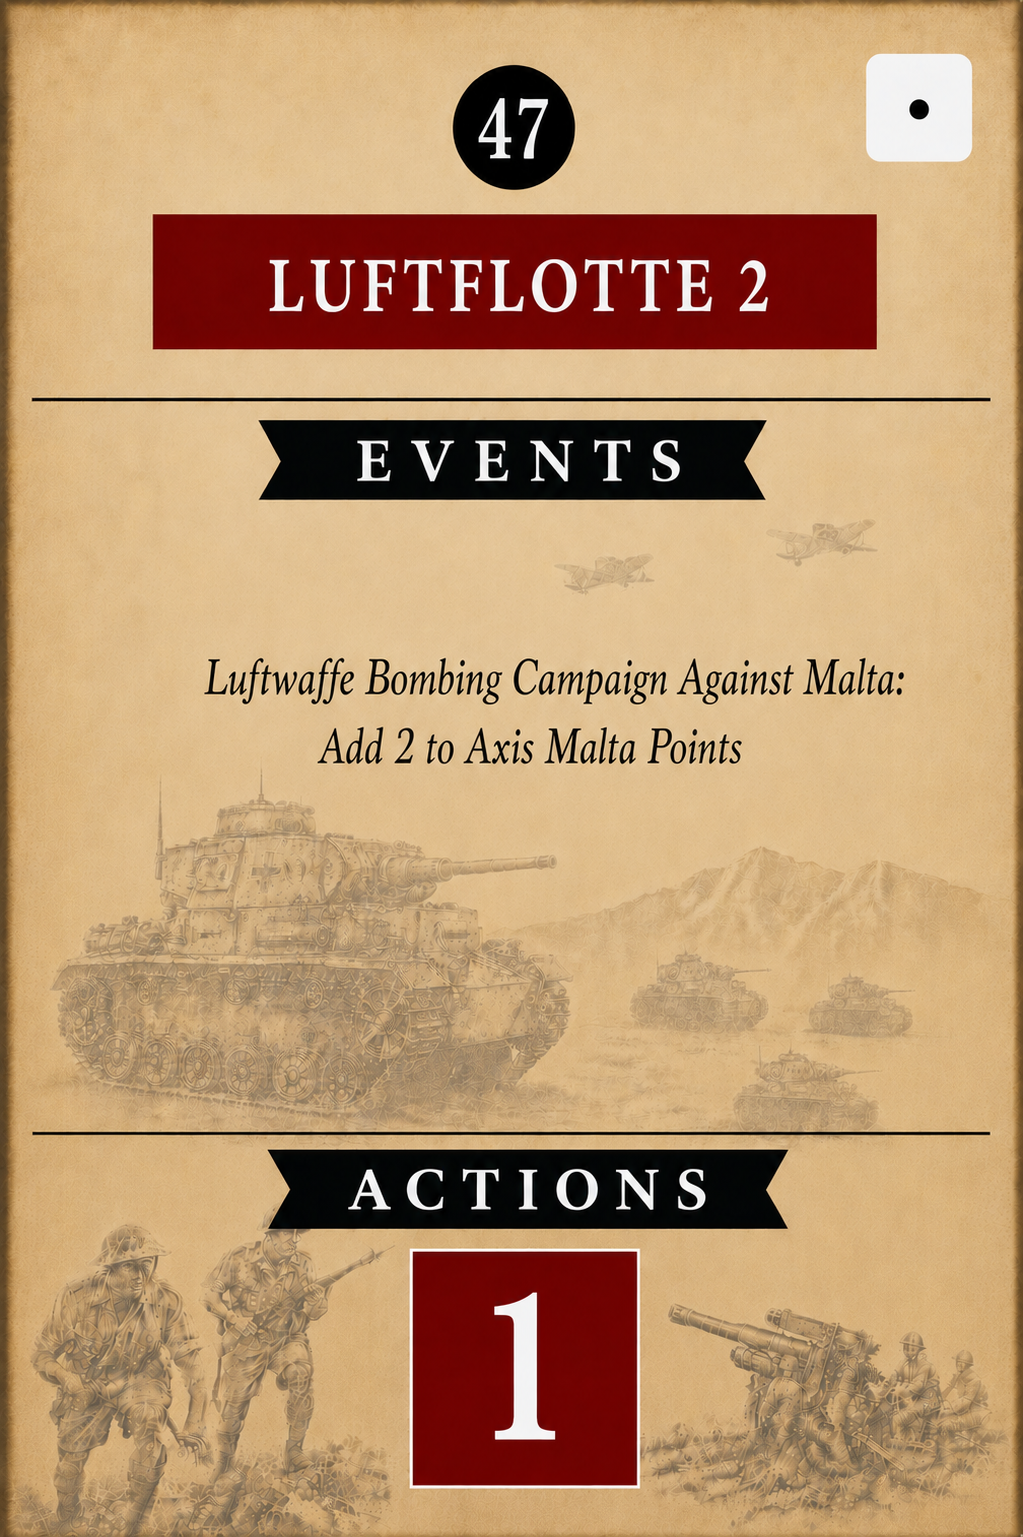 47
LUFTFLOTTE 2
EVENTS
Luftwaffe Bombing Campaign Against Malta:
Add 2 to Axis Malta Points
ACTIONS
1